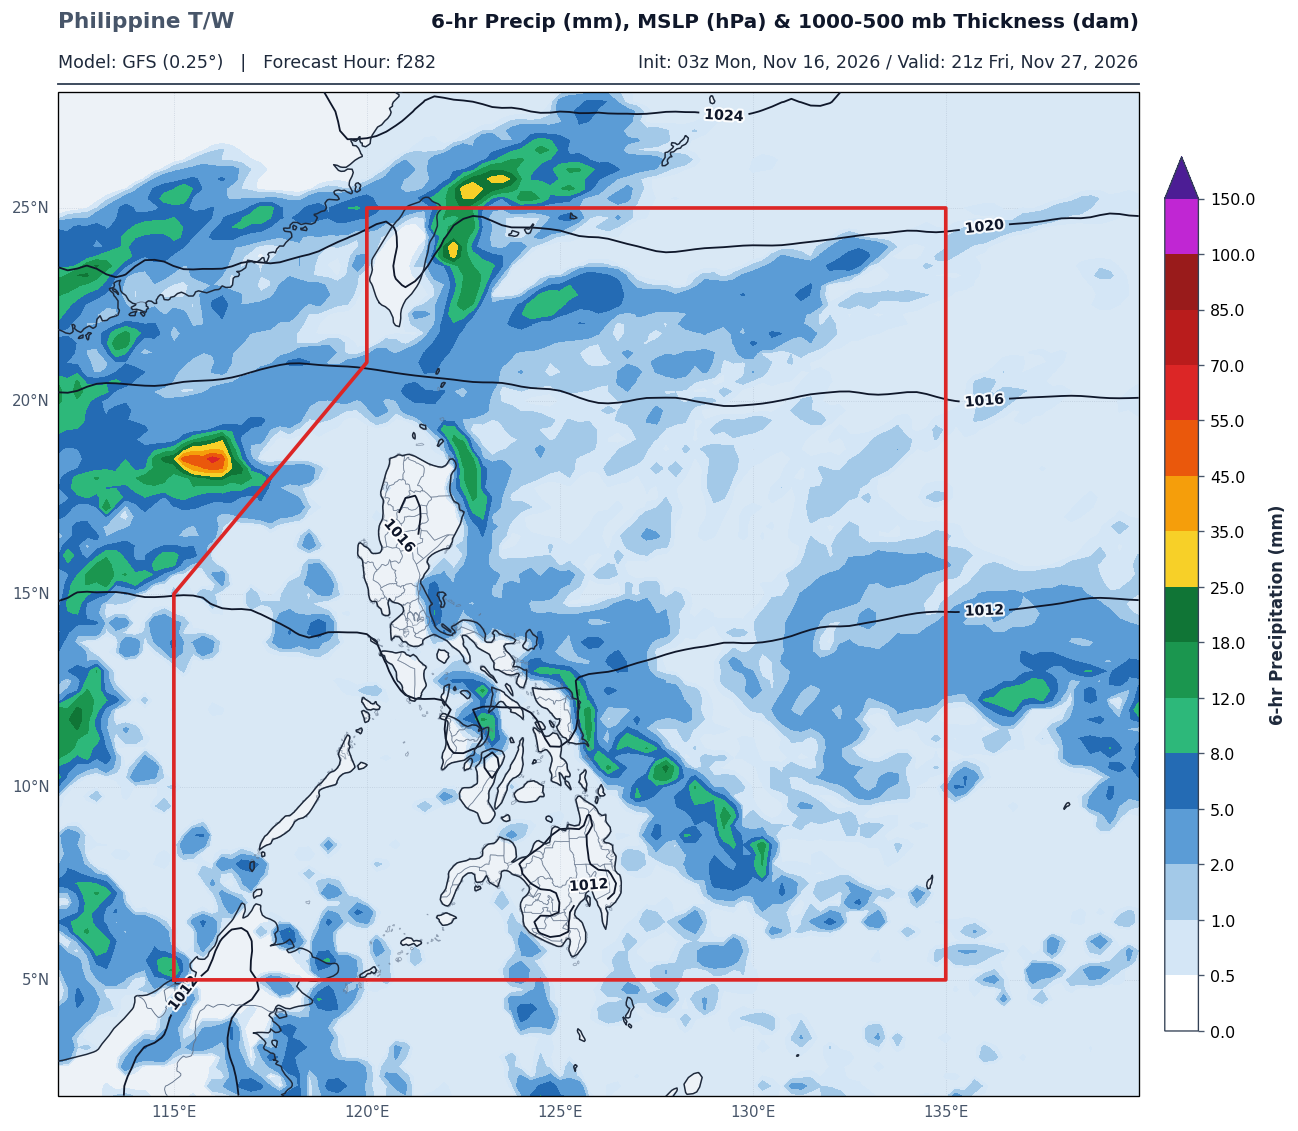 Philippine T/W
6-hr Precip (mm), MSLP (hPa) & 1000-500 mb Thickness (dam)
Model: GFS (0.25°) | Forecast Hour: f282
Init: 03z Mon, Nov 16, 2026 / Valid: 21z Fri, Nov 27, 2026
1024
1020
1016
1016
1012
1012
1012
25°N
20°N
15°N
10°N
5°N
115°E
120°E
125°E
130°E
135°E
150.0
100.0
85.0
70.0
55.0
45.0
35.0
25.0
18.0
12.0
8.0
5.0
2.0
1.0
0.5
0.0
6-hr Precipitation (mm)